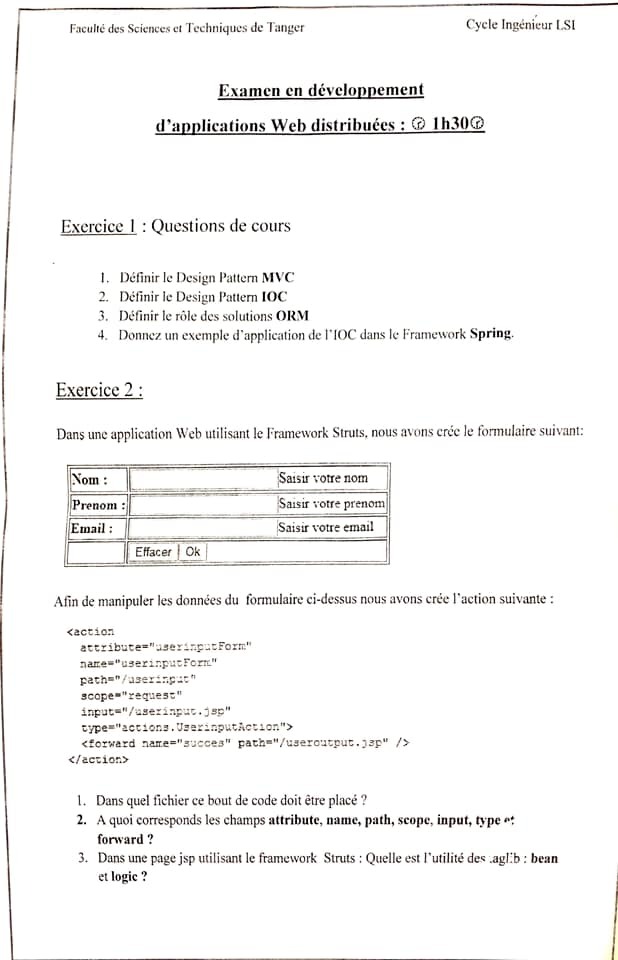 Faculté des Sciences et Techniques de Tanger
Cycle Ingénieur LSI
Examen en développement
d'applications Web distribuées : 1h30
Exercice 1 : Questions de cours
1. Définir le Design Pattern MVC
2. Définir le Design Pattern IOC
3. Définir le rôle des solutions ORM
4. Donnez un exemple d'application de l'IOC dans le Framework Spring.
Exercice 2 :
Dans une application Web utilisant le Framework Struts, nous avons crée le formulaire suivant:
Nom : Saisir votre nom
Prenom : Saisir votre prenom
Email : Saisir votre email
Effacer Ok
Afin de manipuler les données du formulaire ci-dessus nous avons crée l'action suivante :
<action
attribute="userinputForm"
name="userinputForm"
path="/userinput"
scope="request"
input="/userinput.jsp"
type="actions.UserinputAction">
<forward name="succes" path="/useroutput.jsp" />
</action>
1. Dans quel fichier ce bout de code doit être placé ?
2. A quoi corresponds les champs attribute, name, path, scope, input, type et
forward ?
3. Dans une page jsp utilisant le framework Struts : Quelle est l'utilité des taglib : bean
et logic ?